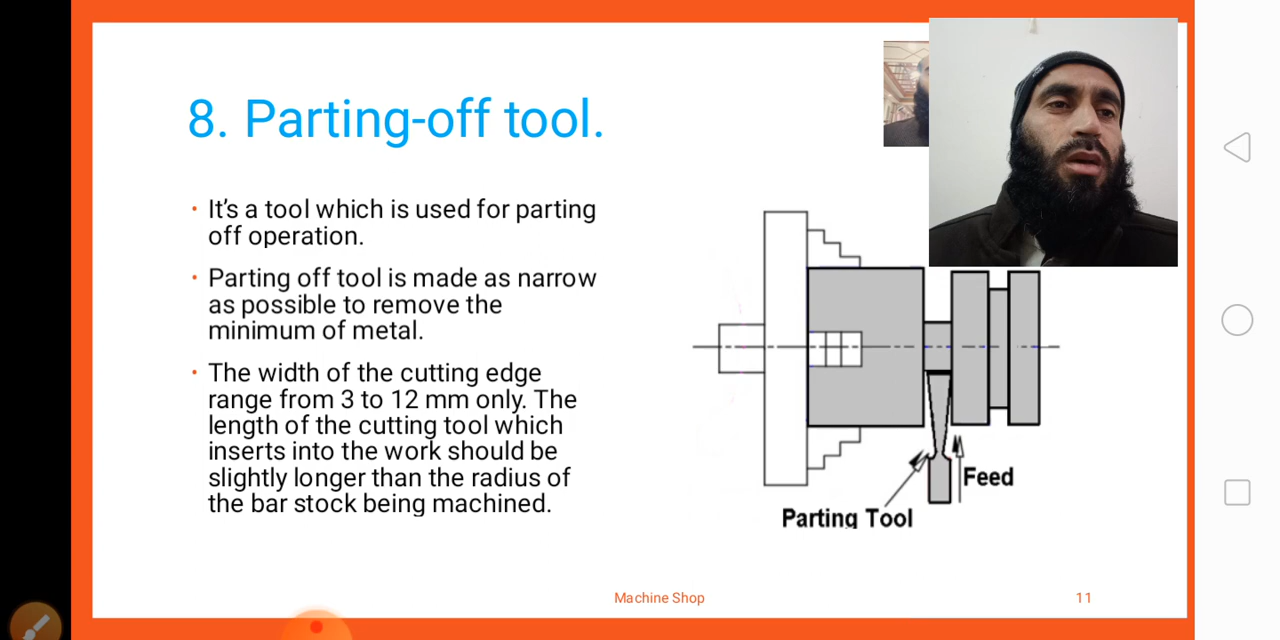 8. Parting-off tool.
• It's a tool which is used for parting
off operation.
• Parting off tool is made as narrow
as possible to remove the
minimum of metal.
• The width of the cutting edge
range from 3 to 12 mm only. The
length of the cutting tool which
inserts into the work should be
slightly longer than the radius of
the bar stock being machined.
Feed
Parting Tool
Machine Shop
11